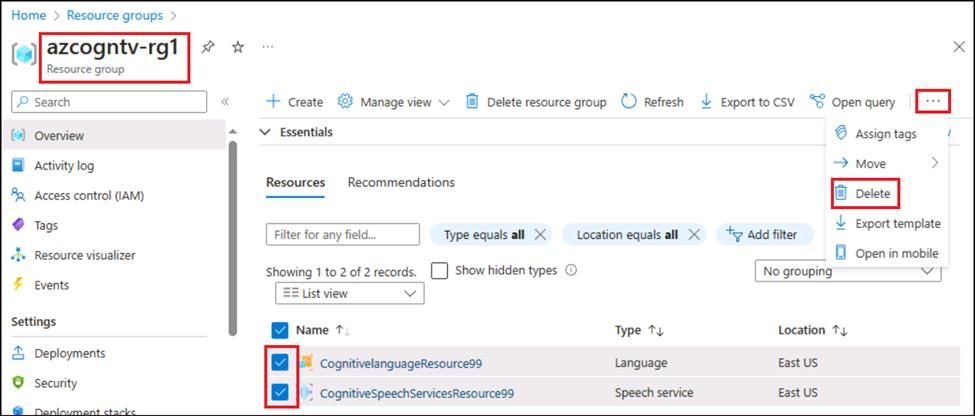 Home > Resource groups >
azcogntv-rg1
Resource group
Search
Overview
Activity log
Access control (IAM)
Tags
Resource visualizer
Events
Settings
Deployments
Security
Deployment stacks
Create Manage view Delete resource group Refresh Export to CSV Open query ...
Essentials
Assign tags
Move
Delete
Export template
Open in mobile
Resources Recommendations
Filter for any field... Type equals all Location equals all Add filter
Showing 1 to 2 of 2 records. Show hidden types No grouping
List view
Name Type Location
CognitivelanguageResource99 Language East US
CognitiveSpeechServicesResource99 Speech service East US